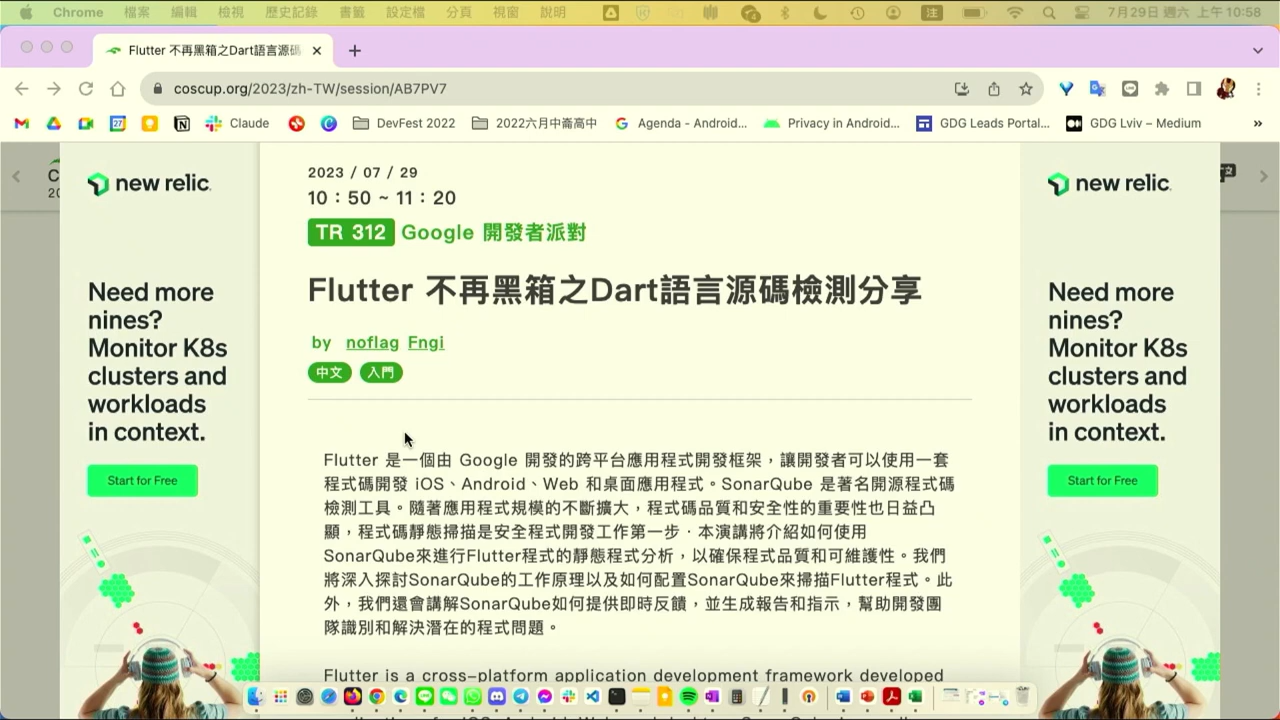 Chrome 檔案 編輯 檢視 歷史記錄 書籤 設定檔 分頁 視窗 說明 注 7月29日 週六 上午 10:58
Flutter 不再黑箱之Dart語言源碼
coscup.org/2023/zh-TW/session/AB7PV7
27 Claude DevFest 2022 2022六月中崙高中 Agenda - Android... Privacy in Android... GDG Leads Portal... GDG Lviv – Medium
new relic
Need more
nines?
Monitor K8s
clusters and
workloads
in context.
Start for Free
2023 / 07 / 29
10：50 ~ 11：20
TR 312 Google 開發者派對
Flutter 不再黑箱之Dart語言源碼檢測分享
by noflag Fngi
中文 入門
Flutter 是一個由 Google 開發的跨平台應用程式開發框架，讓開發者可以使用一套
程式碼開發 iOS、Android、Web 和桌面應用程式。SonarQube 是著名開源程式碼
檢測工具。隨著應用程式規模的不斷擴大，程式碼品質和安全性的重要性也日益凸
顯，程式碼靜態掃描是安全程式開發工作第一步．本演講將介紹如何使用
SonarQube來進行Flutter程式的靜態程式分析，以確保程式品質和可維護性。我們
將深入探討SonarQube的工作原理以及如何配置SonarQube來掃描Flutter程式。此
外，我們還會講解SonarQube如何提供即時反饋，並生成報告和指示，幫助開發團
隊識別和解決潛在的程式問題。
Flutter is a cross-platform application development framework developed
new relic
Need more
nines?
Monitor K8s
clusters and
workloads
in context.
Start for Free